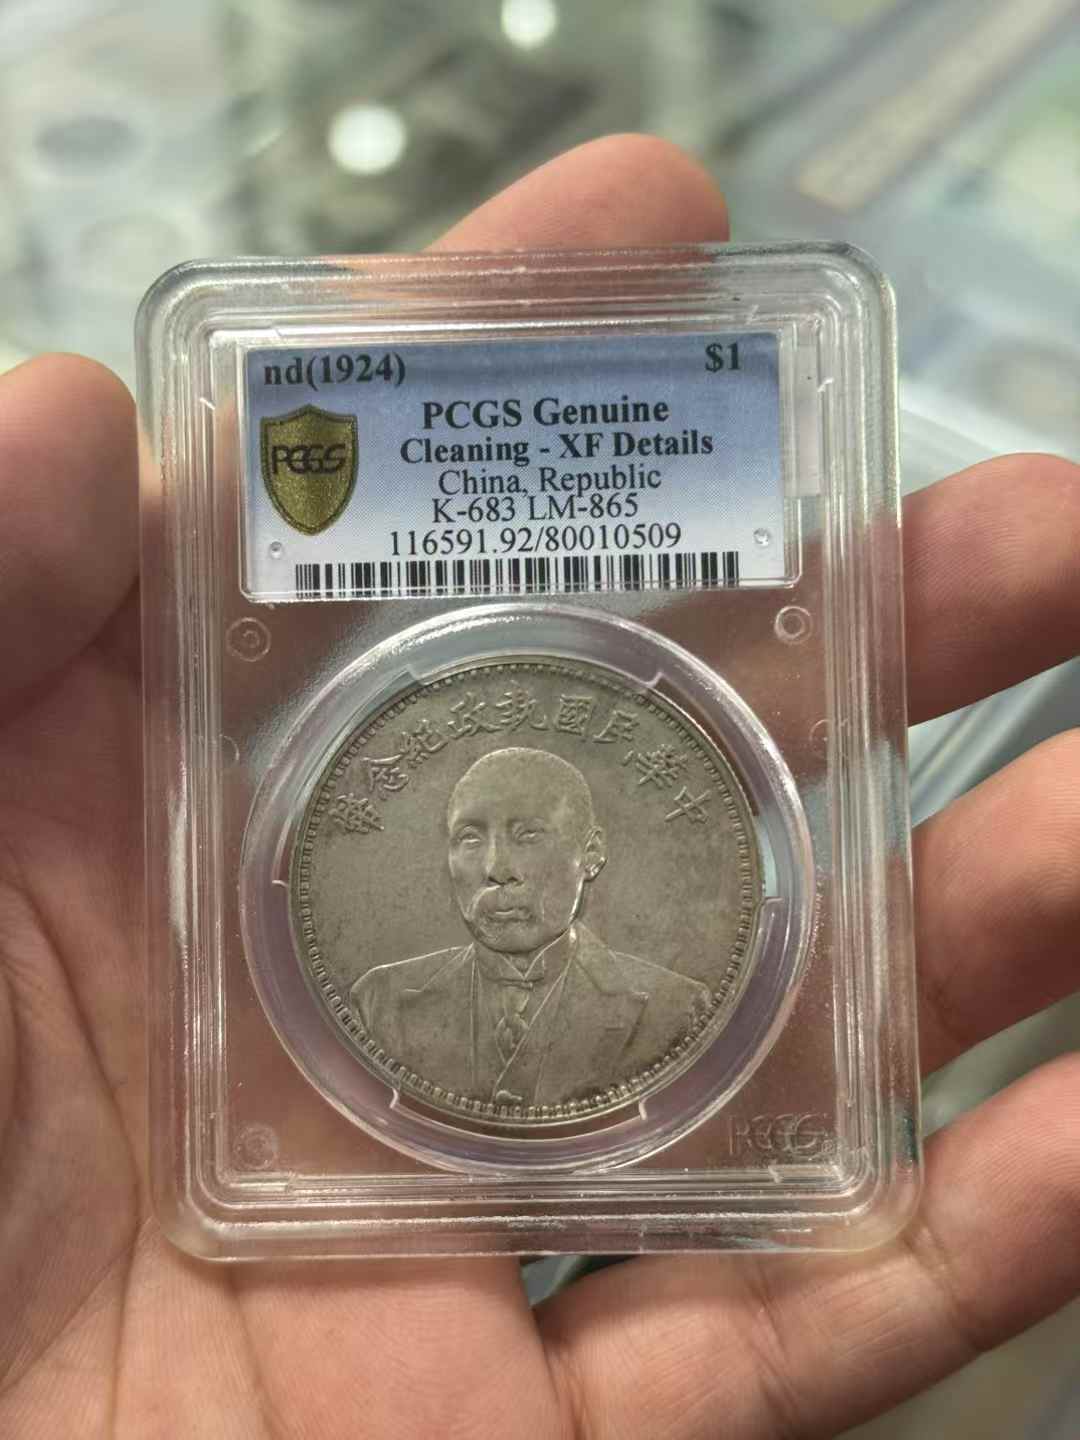 nd(1924) $1
PCGS Genuine
PCGS
Cleaning - XF Details
China, Republic
K-683 LM-865
116591.92/80010509
中華民國執政紀念幣
PCGS